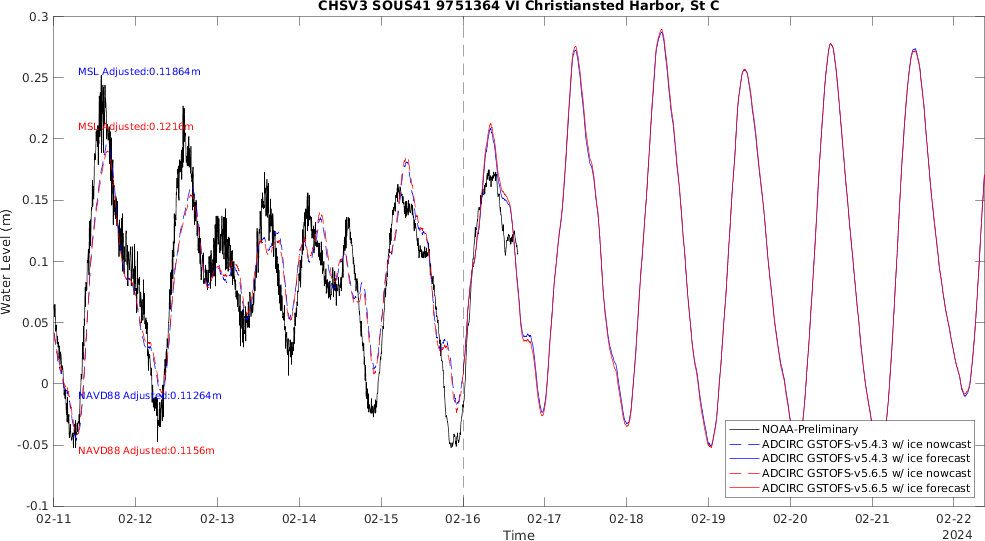 CHSV3 SOUS41 9751364 VI Christiansted Harbor, St C
0.3
0.25
0.2
0.15
0.1
0.05
0
-0.05
-0.1
Water Level (m)
MSL Adjusted:0.11864m
MSL Adjusted:0.1216m
NAVD88 Adjusted:0.11264m
NAVD88 Adjusted:0.1156m
NOAA-Preliminary
ADCIRC GSTOFS-v5.4.3 w/ ice nowcast
ADCIRC GSTOFS-v5.4.3 w/ ice forecast
ADCIRC GSTOFS-v5.6.5 w/ ice nowcast
ADCIRC GSTOFS-v5.6.5 w/ ice forecast
02-11 02-12 02-13 02-14 02-15 02-16 02-17 02-18 02-19 02-20 02-21 02-22
2024
Time